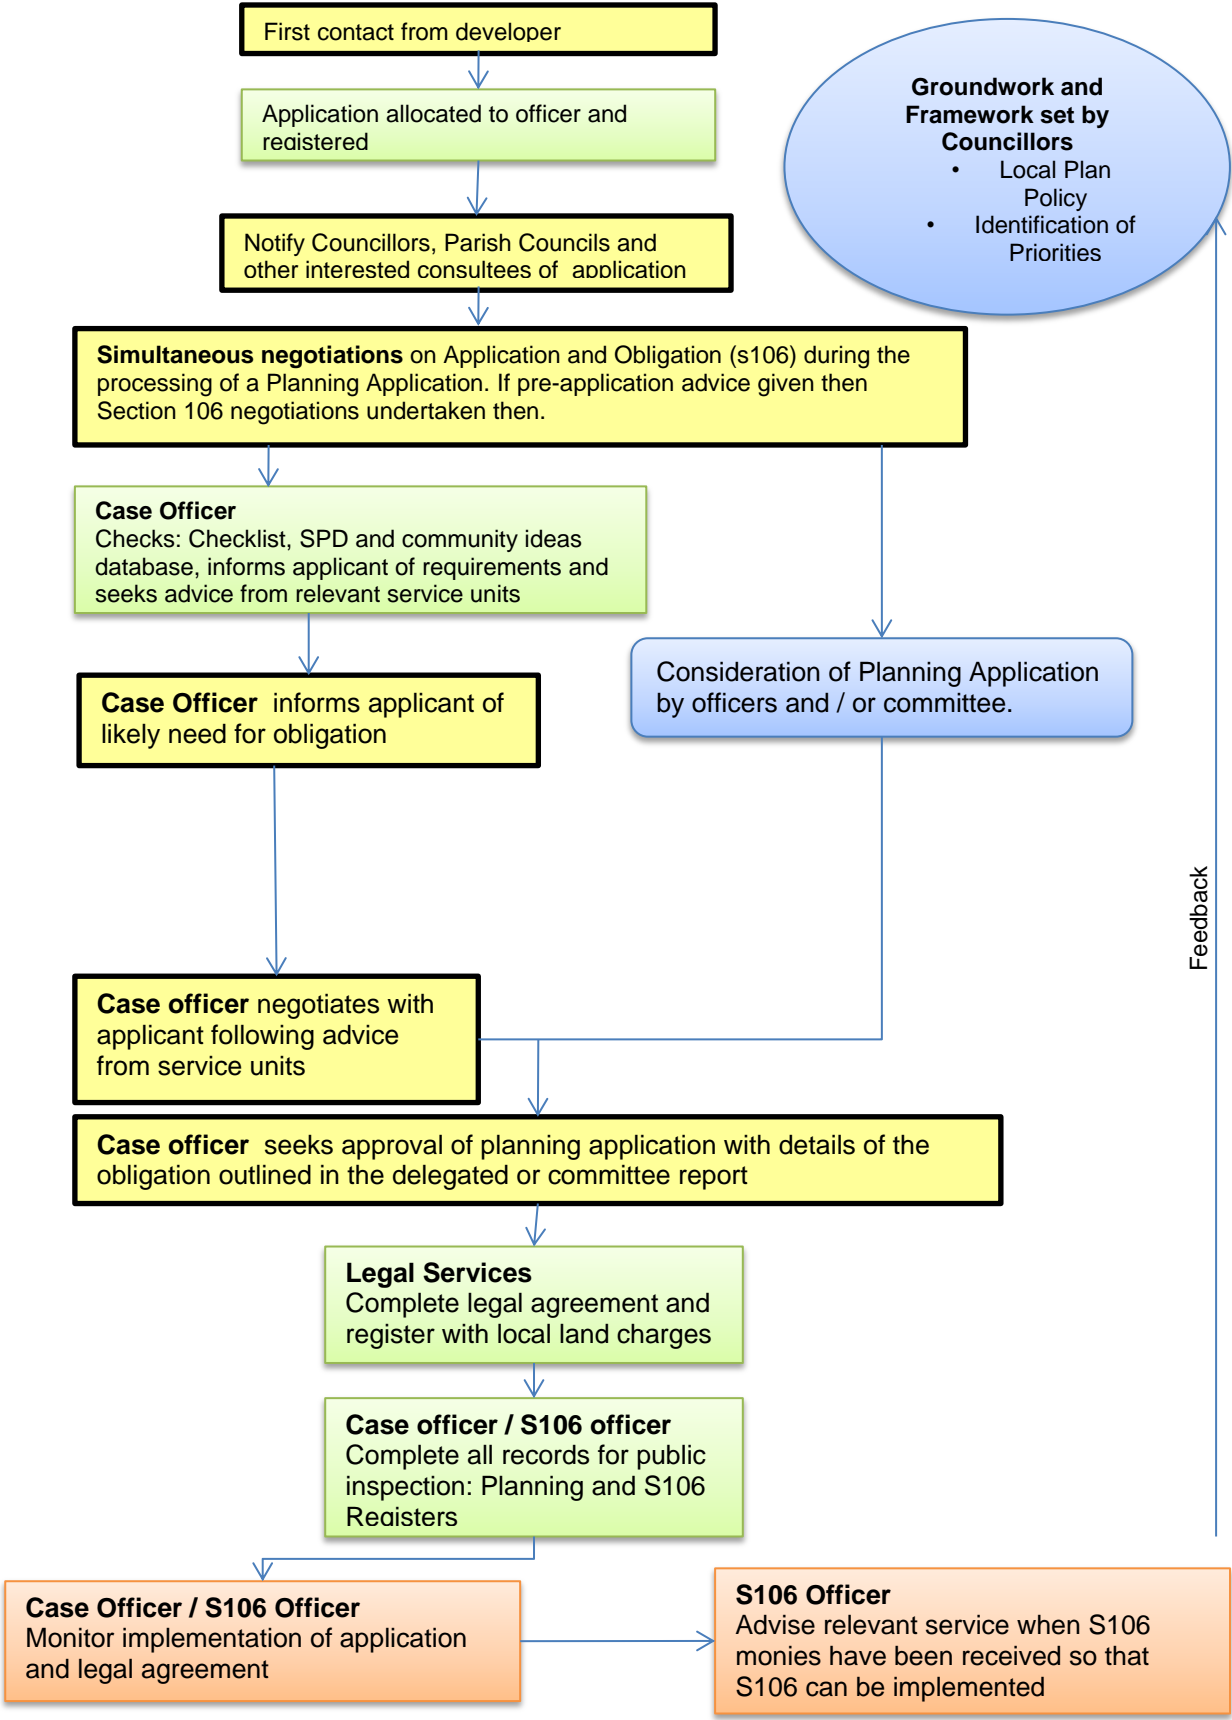 First contact from developer
Groundwork and
Framework set by
Councillors
• Local Plan
Policy
• Identification of
Priorities
Application allocated to officer and
registered
Notify Councillors, Parish Councils and
other interested consultees of application
Simultaneous negotiations on Application and Obligation (s106) during the
processing of a Planning Application. If pre-application advice given then
Section 106 negotiations undertaken then.
Case Officer
Checks: Checklist, SPD and community ideas
database, informs applicant of requirements and
seeks advice from relevant service units
Consideration of Planning Application
by officers and / or committee.
Case Officer informs applicant of
likely need for obligation
Feedback
Case officer negotiates with
applicant following advice
from service units
Case officer seeks approval of planning application with details of the
obligation outlined in the delegated or committee report
Legal Services
Complete legal agreement and
register with local land charges
Case officer / S106 officer
Complete all records for public
inspection: Planning and S106
Registers
Case Officer / S106 Officer
Monitor implementation of application
and legal agreement
S106 Officer
Advise relevant service when S106
monies have been received so that
S106 can be implemented